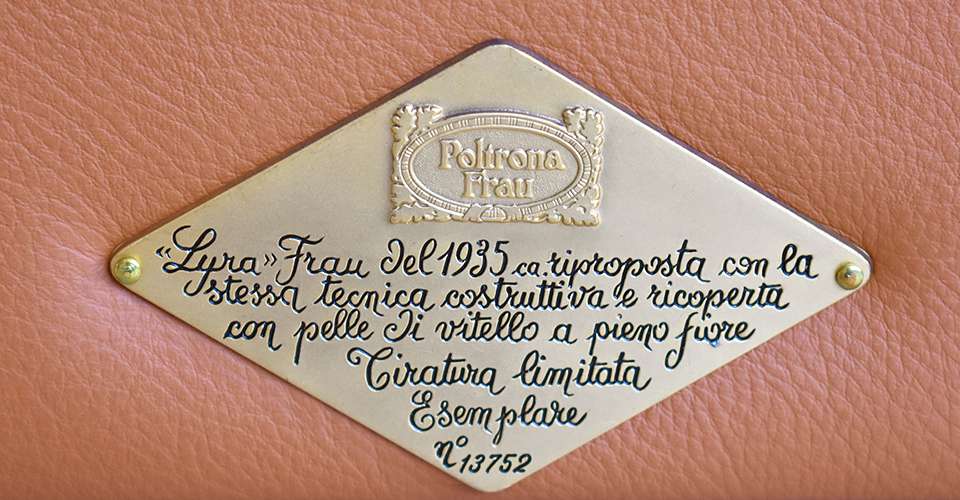 Poltrona
Frau
“Lyra” Frau del 1935 ca. riproposta con la
stessa tecnica costruttiva e ricoperta
con pelle di vitello a pieno fiore
Tiratura limitata
Esemplare
n° 13752